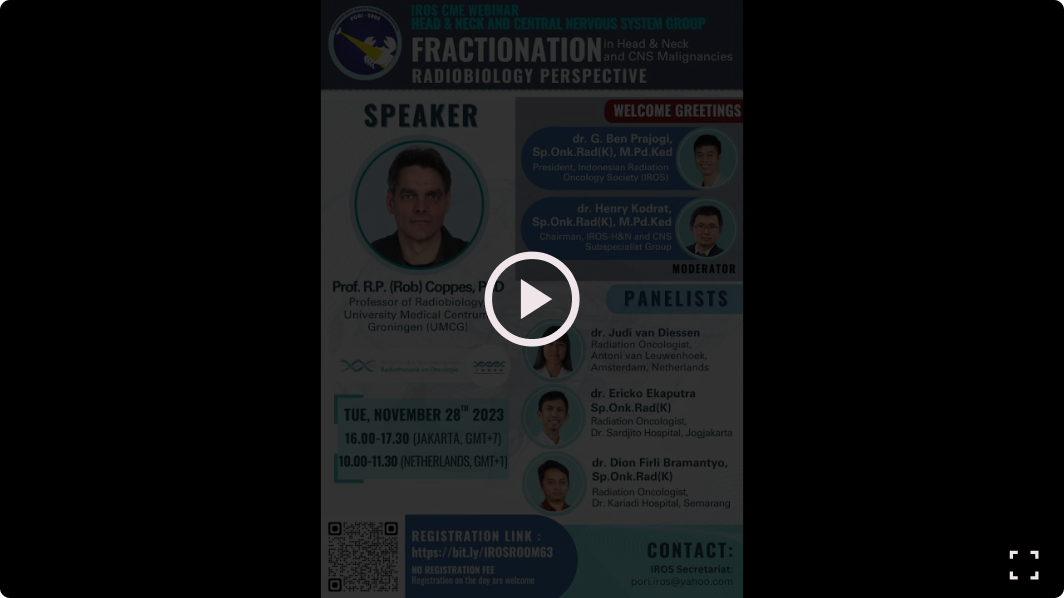 PORI - IROS
IROS CME WEBINAR
HEAD & NECK AND CENTRAL NERVOUS SYSTEM GROUP
FRACTIONATION in Head & Neck
and CNS Malignancies
RADIOBIOLOGY PERSPECTIVE
SPEAKER
Prof. R.P. (Rob) Coppes, PhD
Professor of Radiobiology
University Medical Centrum
Groningen (UMCG)
TUE, NOVEMBER 28TH 2023
16.00-17.30 (JAKARTA, GMT+7)
10.00-11.30 (NETHERLANDS, GMT+1)
WELCOME GREETINGS
dr. G. Ben Prajogi,
Sp.Onk.Rad(K), M.Pd.Ked
President, Indonesian Radiation
Oncology Society (IROS)
dr. Henry Kodrat,
Sp.Onk.Rad(K), M.Pd.Ked
Chairman, IROS-H&N and CNS
Subspecialist Group
MODERATOR
PANELISTS
dr. Judi van Diessen
Radiation Oncologiat,
Antoni van Leuwenhoek,
Amsterdam, Netherlands
dr. Ericko Ekaputra
Sp.Onk.Rad(K)
Radiation Oncologist,
Dr. Sardjito Hospital, Jogjakarta
dr. Dion Firli Bramantyo,
Sp.Onk.Rad(K)
Radiation Oncologist,
Dr. Kariadi Hospital, Semarang
REGISTRATION LINK :
https://bit.ly/IROSROOM63
NO REGISTRATION FEE
Registration on the day are welcome
CONTACT:
IROS Secretariat:
pori.iros@yahoo.com